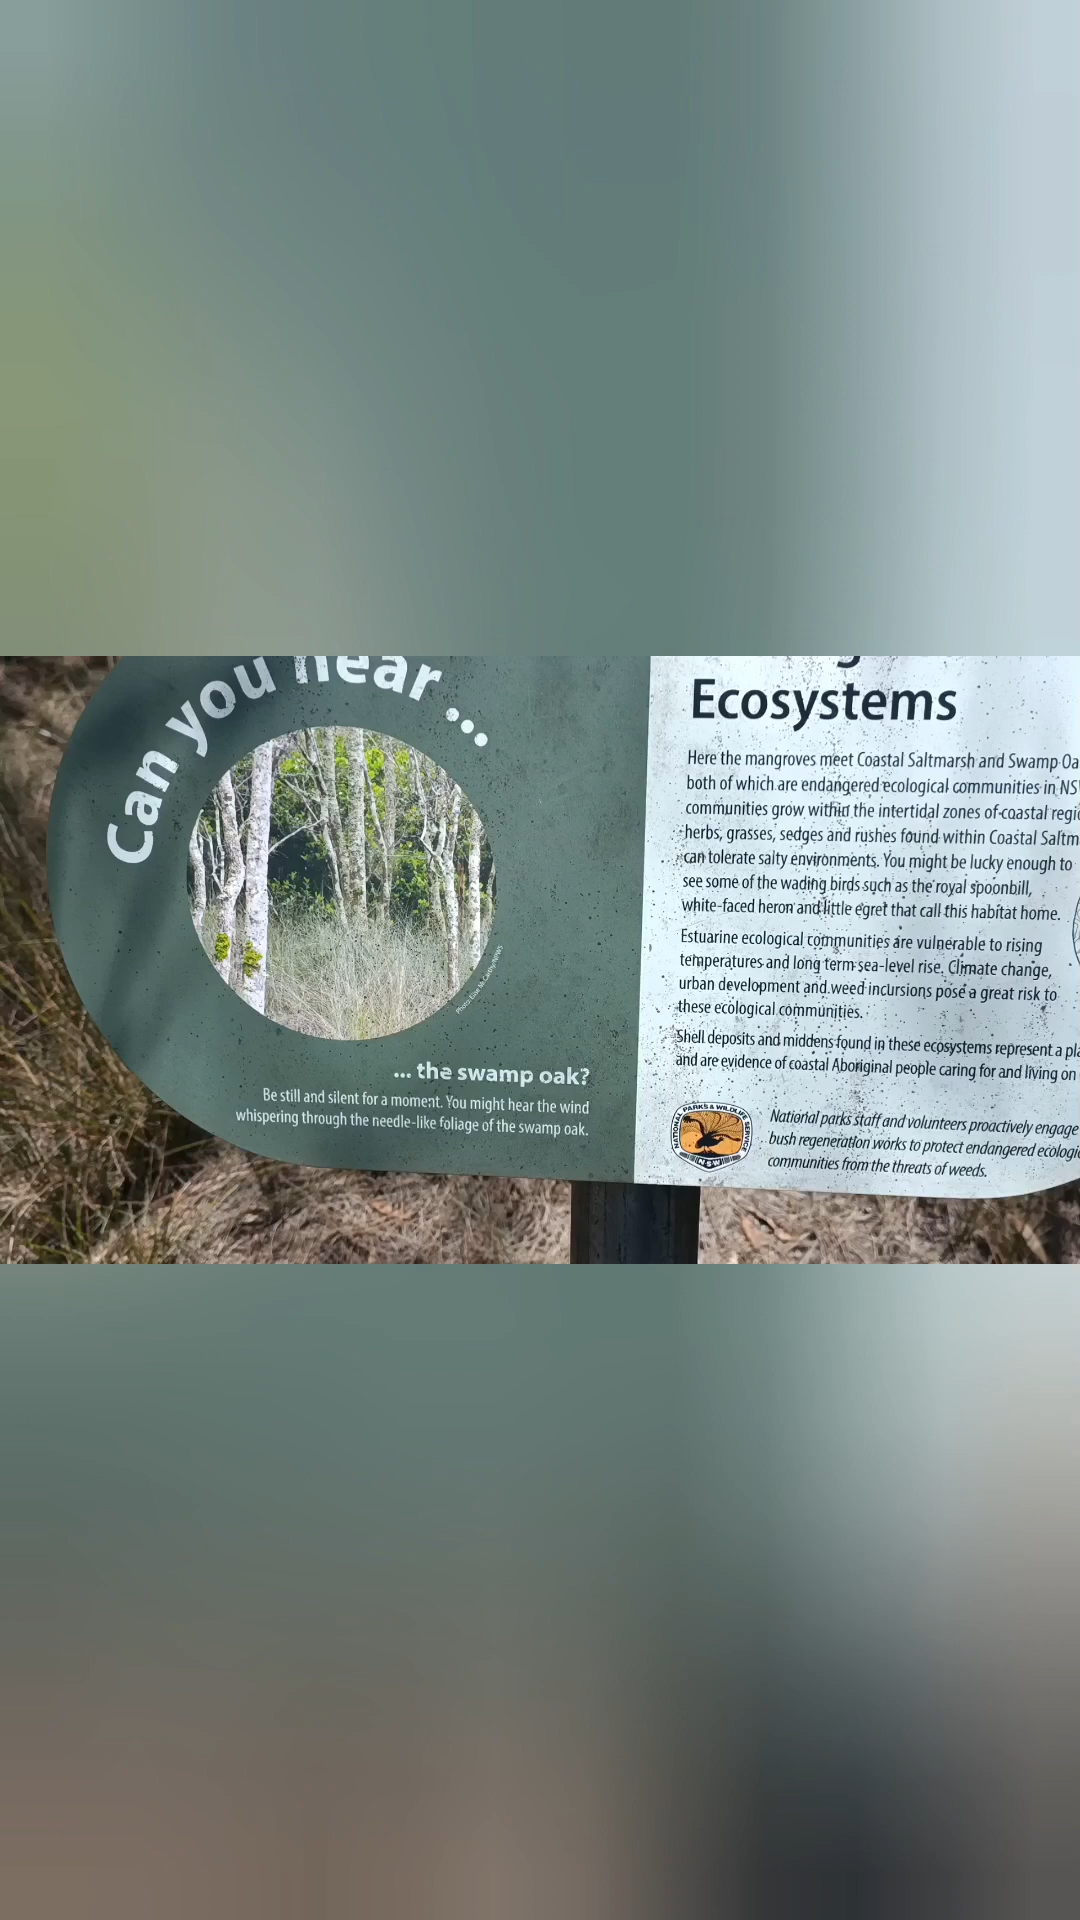 Can you hear ...
... the swamp oak?
Be still and silent for a moment. You might hear the wind
whispering through the needle-like foliage of the swamp oak.
Ecosystems
Here the mangroves meet Coastal Saltmarsh and Swamp
both of which are endangered ecological communities in
communities grow within the intertidal zones of coastal
herbs, grasses, sedges and rushes found within Coastal
can tolerate salty environments. You might be lucky enough to
see some of the wading birds such as the royal spoonbill,
white-faced heron and little egret that call this habitat home.
Estuarine ecological communities are vulnerable to rising
temperatures and long term sea-level rise. Climate change,
urban development and weed incursions pose a great risk to
these ecological communities.
Shell deposits and middens found in these ecosystems represent a
and are evidence of coastal Aboriginal people caring for and living on
NATIONAL PARKS & WILDLIFE SERVICE
NSW
National parks staff and volunteers proactively engage
bush regeneration works to protect endangered
communities from the threats of weeds.